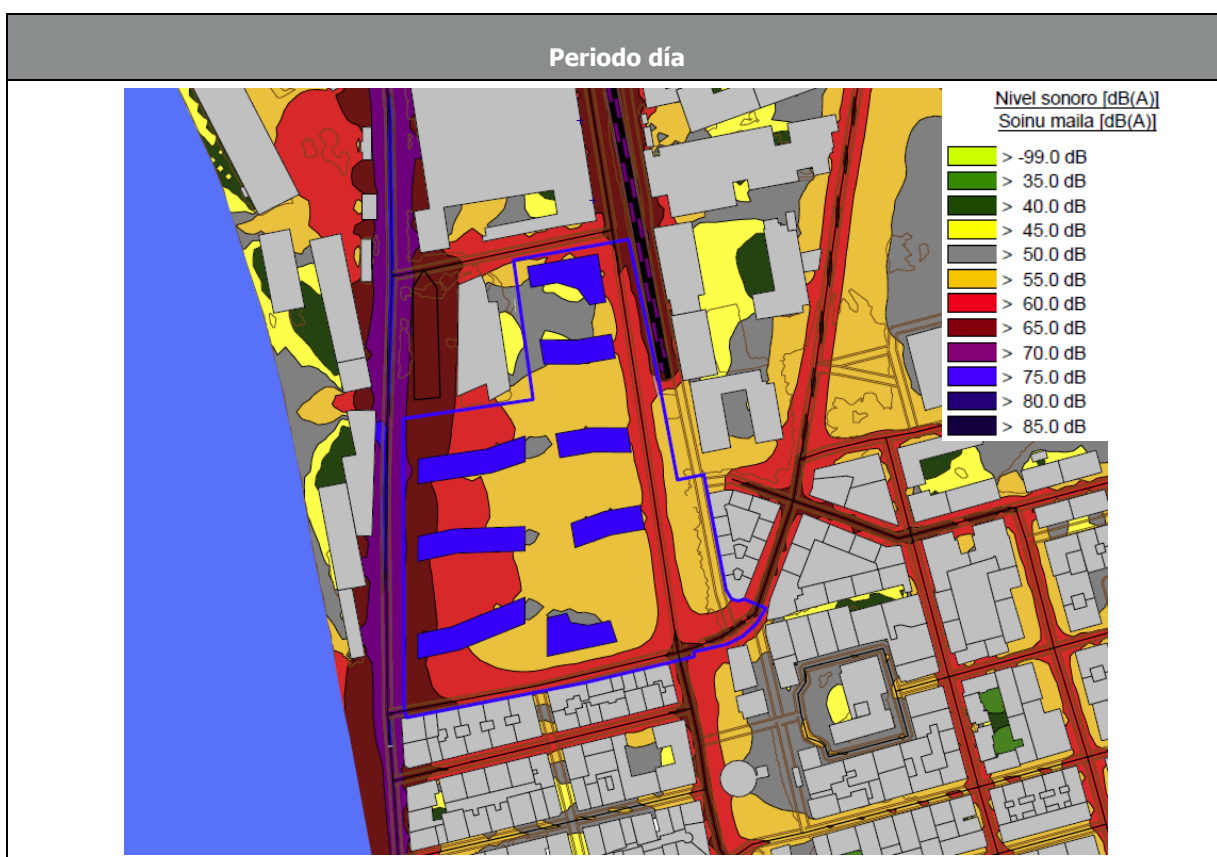 Periodo día
Nivel sonoro [dB(A)]
Soinu maila [dB(A)]
> -99.0 dB
> 35.0 dB
> 40.0 dB
> 45.0 dB
> 50.0 dB
> 55.0 dB
> 60.0 dB
> 65.0 dB
> 70.0 dB
> 75.0 dB
> 80.0 dB
> 85.0 dB